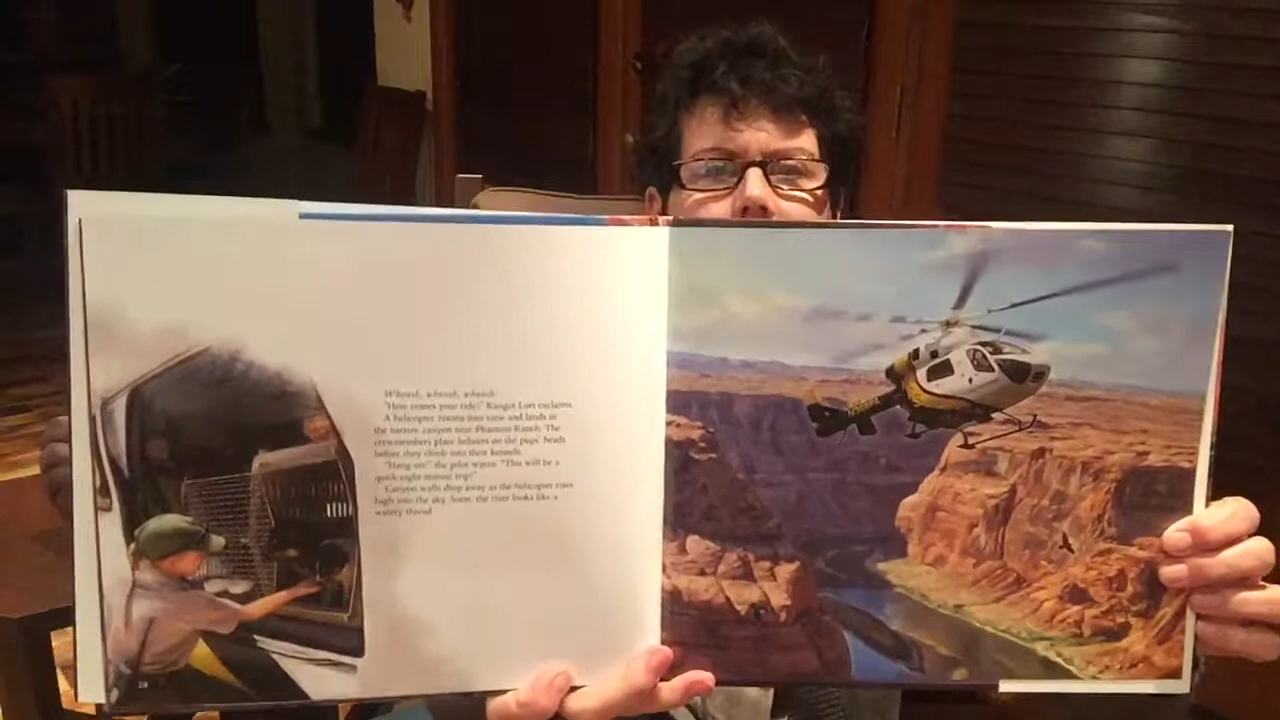 Whoosh, whoosh, whoosh
"Here comes your ride!" Ranger Lori exclaims.
A helicopter zooms into view and lands in
the narrow canyon near Phantom Ranch. The
crewmembers place helmets on the pups' heads
before they climb into their kennels.
"Hang on!" the pilot warns. "This will be a
quick eight-minute trip!"
Canyon walls drop away as the helicopter rises
high into the sky. Soon, the river looks like a
watery thread.